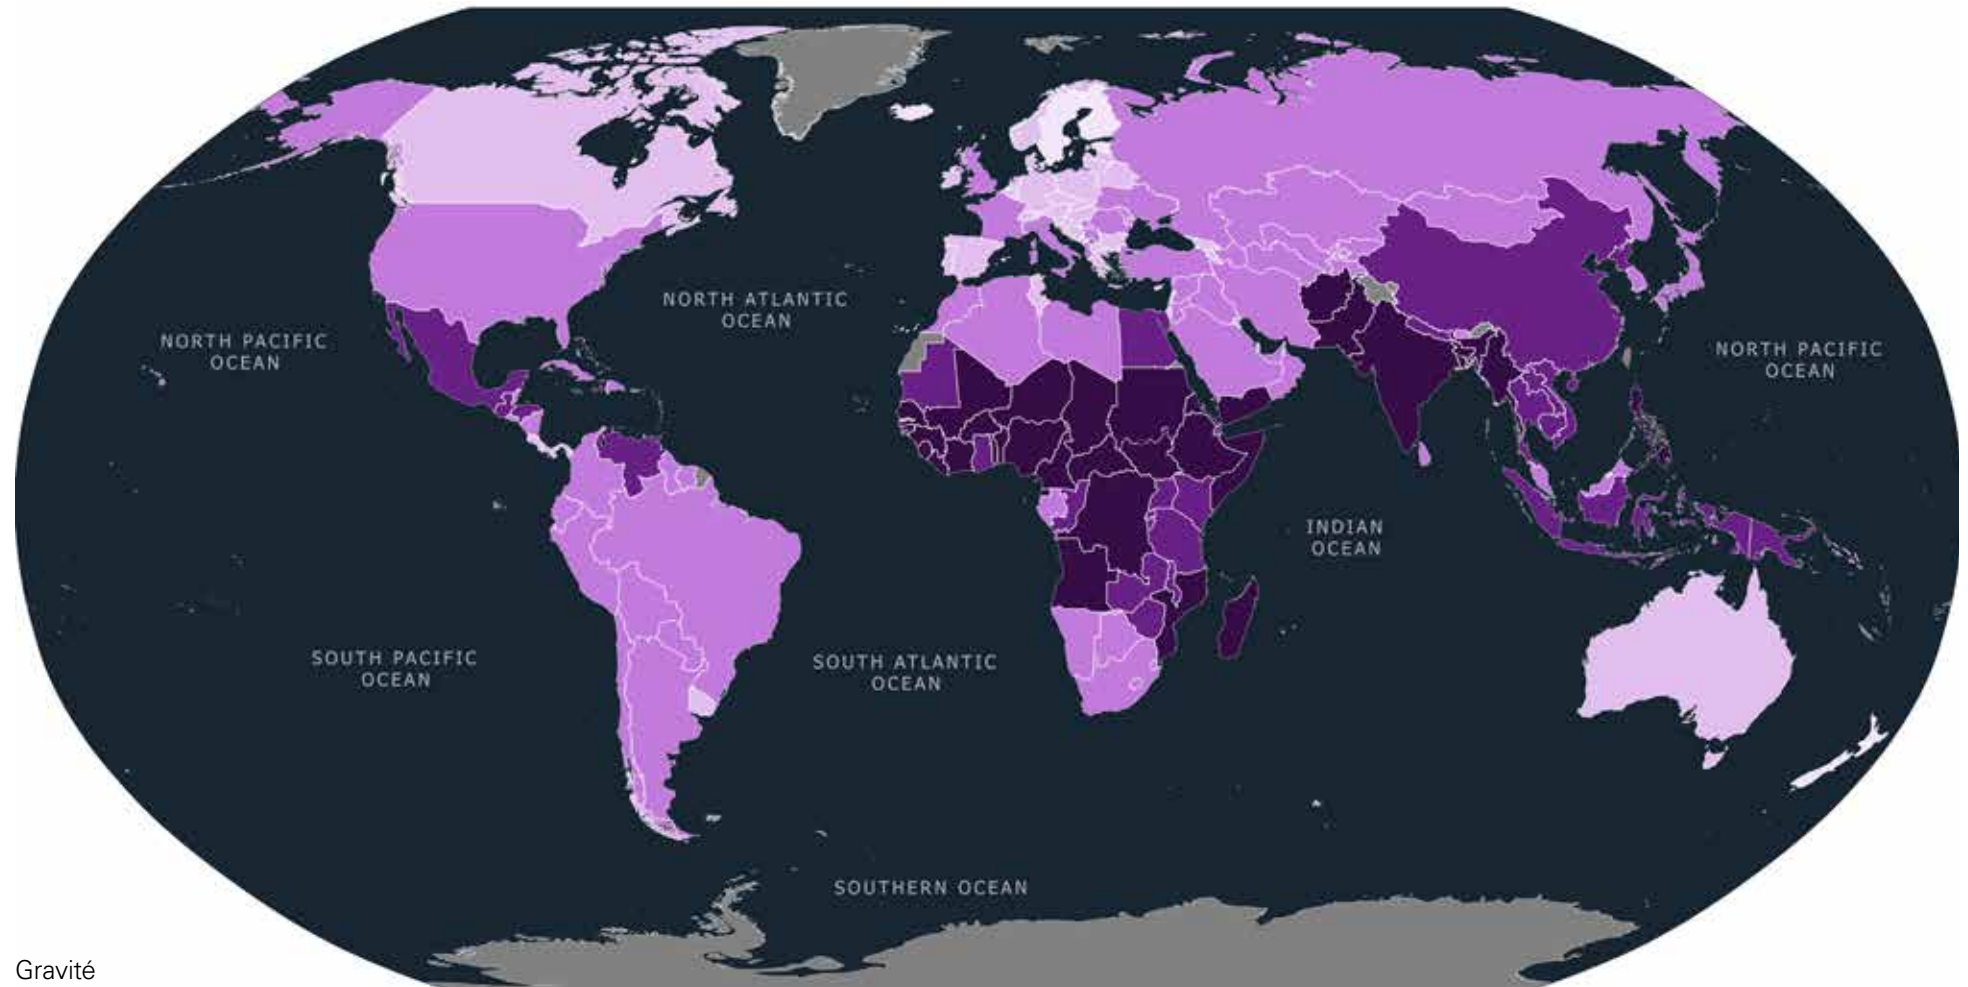 NORTH ATLANTIC
OCEAN
NORTH PACIFIC
OCEAN
NORTH PACIFIC
OCEAN
INDIAN
OCEAN
SOUTH PACIFIC
OCEAN
SOUTH ATLANTIC
OCEAN
SOUTHERN OCEAN
Gravité